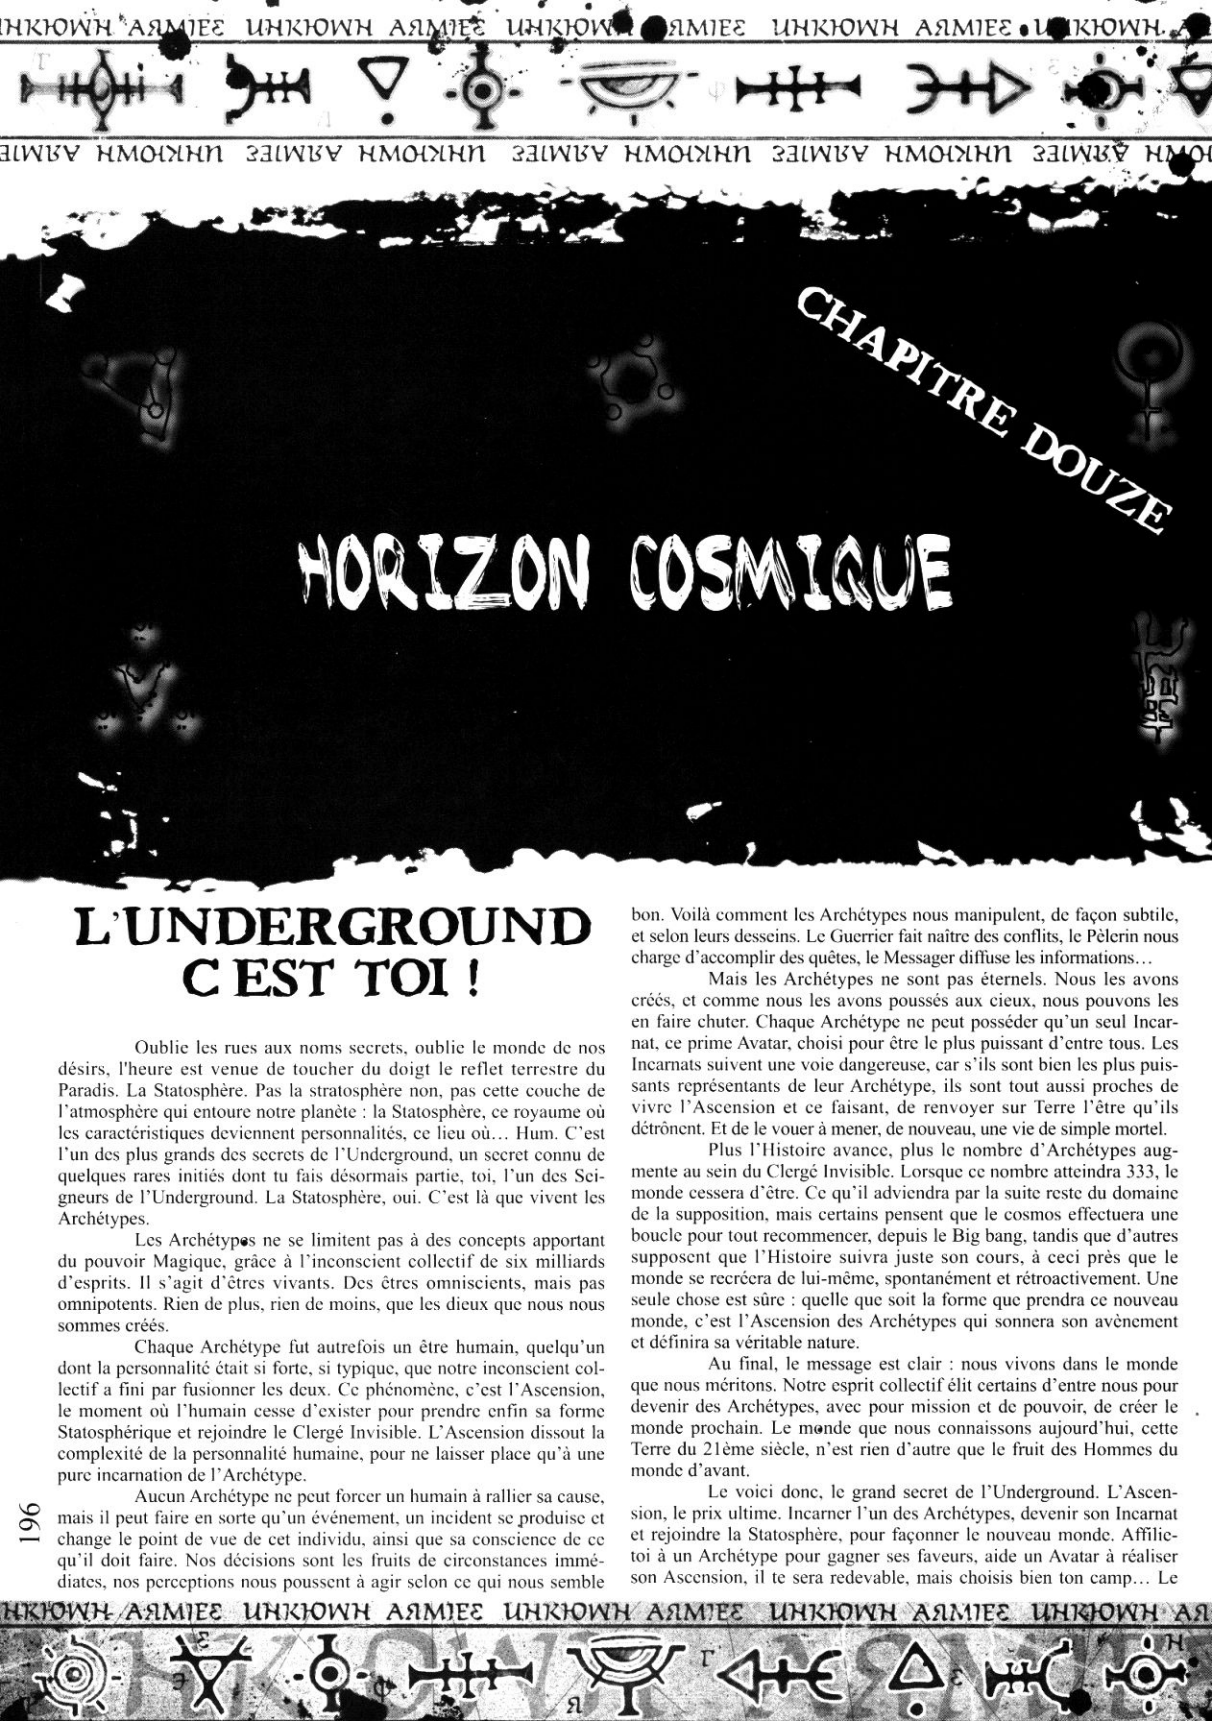 UNKNOWN ARMIES UNKNOWN ARMIES UNKNOWN ARMIES UNKNOWN ARMIES UNKNOWN
UNKNOWN ARMIES UNKNOWN ARMIES UNKNOWN ARMIES UNKNOWN ARMIES UNKNOWN
CHAPITRE DOUZE
HORIZON COSMIQUE
L'UNDERGROUND
C EST TOI !
Oublie les rues aux noms secrets, oublie le monde de nos
désirs, l'heure est venue de toucher du doigt le reflet terrestre du
Paradis. La Statosphère. Pas la stratosphère non, pas cette couche de
l'atmosphère qui entoure notre planète : la Statosphère, ce royaume où
les caractéristiques deviennent personnalités, ce lieu où… Hum. C'est
l'un des plus grands des secrets de l'Underground, un secret connu de
quelques rares initiés dont tu fais désormais partie, toi, l'un des Sei-
gneurs de l'Underground. La Statosphère, oui. C'est là que vivent les
Archétypes.
Les Archétypes ne se limitent pas à des concepts apportant
du pouvoir Magique, grâce à l'inconscient collectif de six milliards
d'esprits. Il s'agit d'êtres vivants. Des êtres omniscients, mais pas
omnipotents. Rien de plus, rien de moins, que les dieux que nous nous
sommes créés.
Chaque Archétype fut autrefois un être humain, quelqu'un
dont la personnalité était si forte, si typique, que notre inconscient col-
lectif a fini par fusionner les deux. Ce phénomène, c'est l'Ascension,
le moment où l'humain cesse d'exister pour prendre enfin sa forme
Statosphérique et rejoindre le Clergé Invisible. L'Ascension dissout la
complexité de la personnalité humaine, pour ne laisser place qu'à une
pure incarnation de l'Archétype.
Aucun Archétype ne peut forcer un humain à rallier sa cause,
mais il peut faire en sorte qu'un événement, un incident se produise et
change le point de vue de cet individu, ainsi que sa conscience de ce
qu'il doit faire. Nos décisions sont les fruits de circonstances immé-
diates, nos perceptions nous poussent à agir selon ce qui nous semble
bon. Voilà comment les Archétypes nous manipulent, de façon subtile,
et selon leurs desseins. Le Guerrier fait naître des conflits, le Pèlerin nous
charge d'accomplir des quêtes, le Messager diffuse les informations…
Mais les Archétypes ne sont pas éternels. Nous les avons
créés, et comme nous les avons poussés aux cieux, nous pouvons les
en faire chuter. Chaque Archétype ne peut posséder qu'un seul Incar-
nat, ce prime Avatar, choisi pour être le plus puissant d'entre tous. Les
Incarnats suivent une voie dangereuse, car s'ils sont bien les plus puis-
sants représentants de leur Archétype, ils sont tout aussi proches de
vivre l'Ascension et ce faisant, de renvoyer sur Terre l'être qu'ils
détrônent. Et de le vouer à mener, de nouveau, une vie de simple mortel.
Plus l'Histoire avance, plus le nombre d'Archétypes aug-
mente au sein du Clergé Invisible. Lorsque ce nombre atteindra 333, le
monde cessera d'être. Ce qu'il adviendra par la suite reste du domaine
de la supposition, mais certains pensent que le cosmos effectuera une
boucle pour tout recommencer, depuis le Big bang, tandis que d'autres
supposent que l'Histoire suivra juste son cours, à ceci près que le
monde se recréera de lui-même, spontanément et rétroactivement. Une
seule chose est sûre : quelle que soit la forme que prendra ce nouveau
monde, c'est l'Ascension des Archétypes qui sonnera son avènement
et définira sa véritable nature.
Au final, le message est clair : nous vivons dans le monde
que nous méritons. Notre esprit collectif élit certains d'entre nous pour
devenir des Archétypes, avec pour mission et de pouvoir, de créer le
monde prochain. Le monde que nous connaissons aujourd'hui, cette
Terre du 21ème siècle, n'est rien d'autre que le fruit des Hommes du
monde d'avant.
Le voici donc, le grand secret de l'Underground. L'Ascen-
sion, le prix ultime. Incarner l'un des Archétypes, devenir son Incarnat
et rejoindre la Statosphère, pour façonner le nouveau monde. Affilie-
toi à un Archétype pour gagner ses faveurs, aide un Avatar à réaliser
son Ascension, il te sera redevable, mais choisis bien ton camp… Le
196
UNKNOWN ARMIES UNKNOWN ARMIES UNKNOWN ARMIES UNKNOWN ARMIES UNKNOWN AR